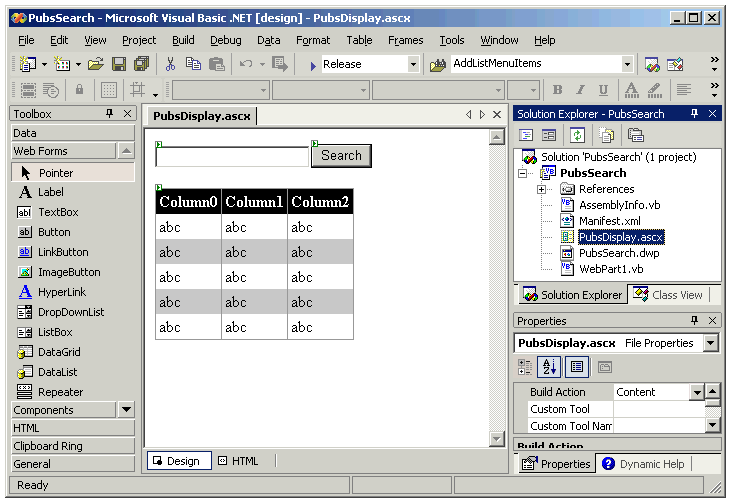 PubsSearch - Microsoft Visual Basic .NET [design] - PubsDisplay.ascx
File Edit View Project Build Debug Data Format Table Frames Tools Window Help
Release AddListMenuItems
B I U A
Toolbox
Data
Web Forms
Pointer
A Label
abl TextBox
ab Button
ab LinkButton
ImageButton
A HyperLink
DropDownList
ListBox
DataGrid
DataList
Repeater
Components
HTML
Clipboard Ring
General
PubsDisplay.ascx
Search
Column0 Column1 Column2
abc abc abc
abc abc abc
abc abc abc
abc abc abc
abc abc abc
Design HTML
Solution Explorer - PubsSearch
Solution 'PubsSearch' (1 project)
PubsSearch
References
AssemblyInfo.vb
Manifest.xml
PubsDisplay.ascx
PubsSearch.dwp
WebPart1.vb
Solution Explorer Class View
Properties
PubsDisplay.ascx File Properties
Build Action Content
Custom Tool
Custom Tool Nam
Build Action
Properties Dynamic Help
Ready